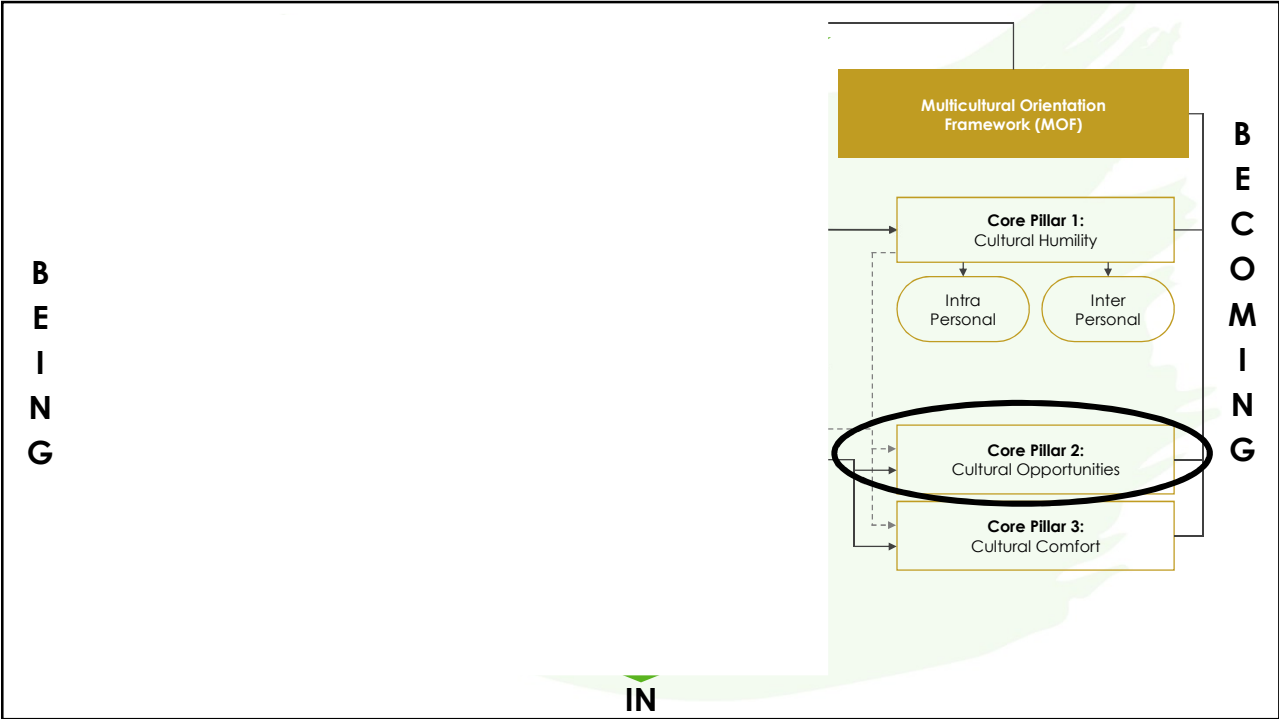 Multicultural Orientation
Framework (MOF)
Core Pillar 1:
Cultural Humility
Intra
Personal
Inter
Personal
Core Pillar 2:
Cultural Opportunities
Core Pillar 3:
Cultural Comfort
B
E
I
N
G
B
E
C
O
M
I
N
G
IN